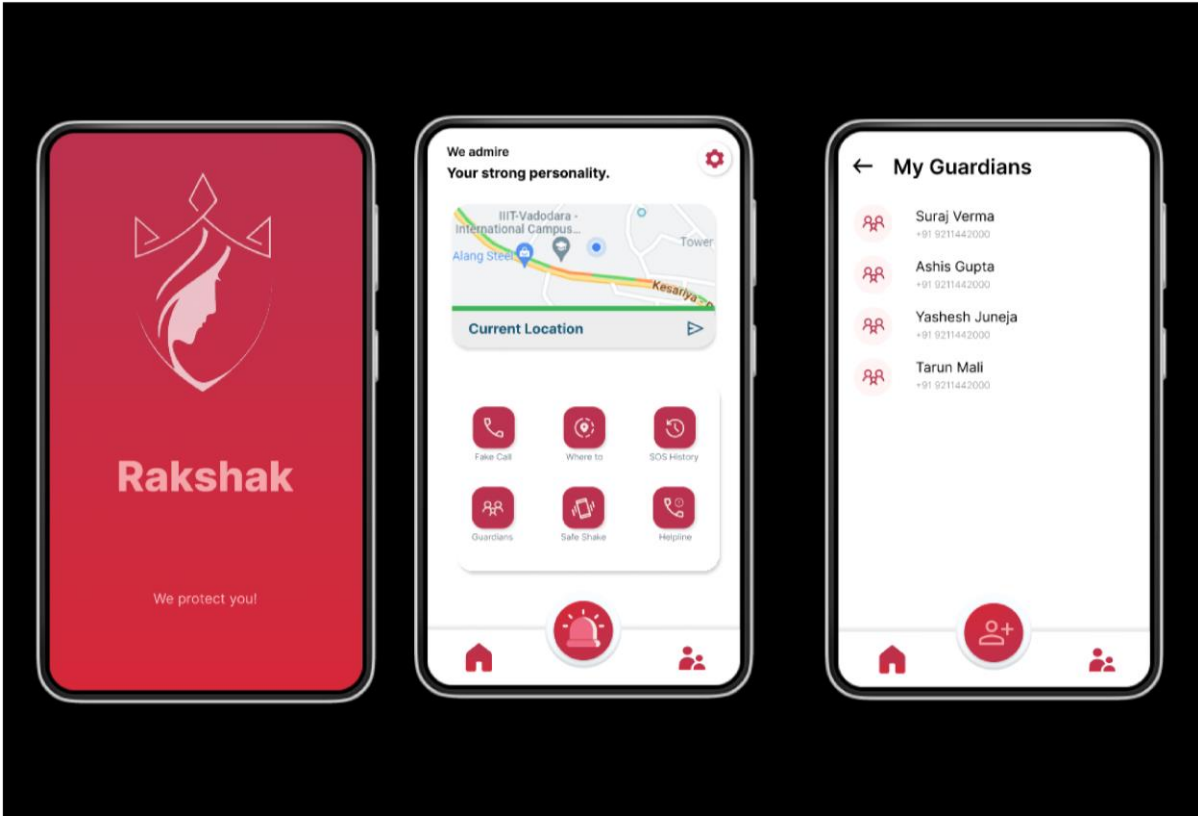 Rakshak
We protect you!
We admire
Your strong personality.
IIIT-Vadodara -
International Campus...
Tower
Alang Steel
Kesariya - 
Current Location
Fake Call
Where to
SOS History
Guardians
Safe Shake
Helpline
My Guardians
Suraj Verma
+91 9211442000
Ashis Gupta
+91 9211442000
Yashesh Juneja
+91 9211442000
Tarun Mali
+91 9211442000